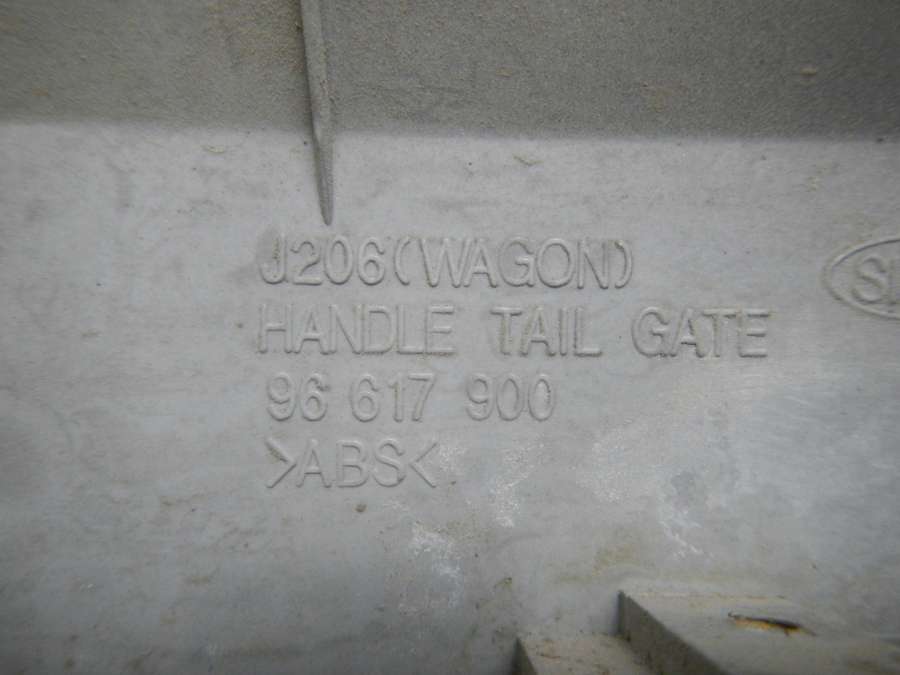 J206(WAGON)
HANDLE TAIL GATE
96 617 900
>ABS<